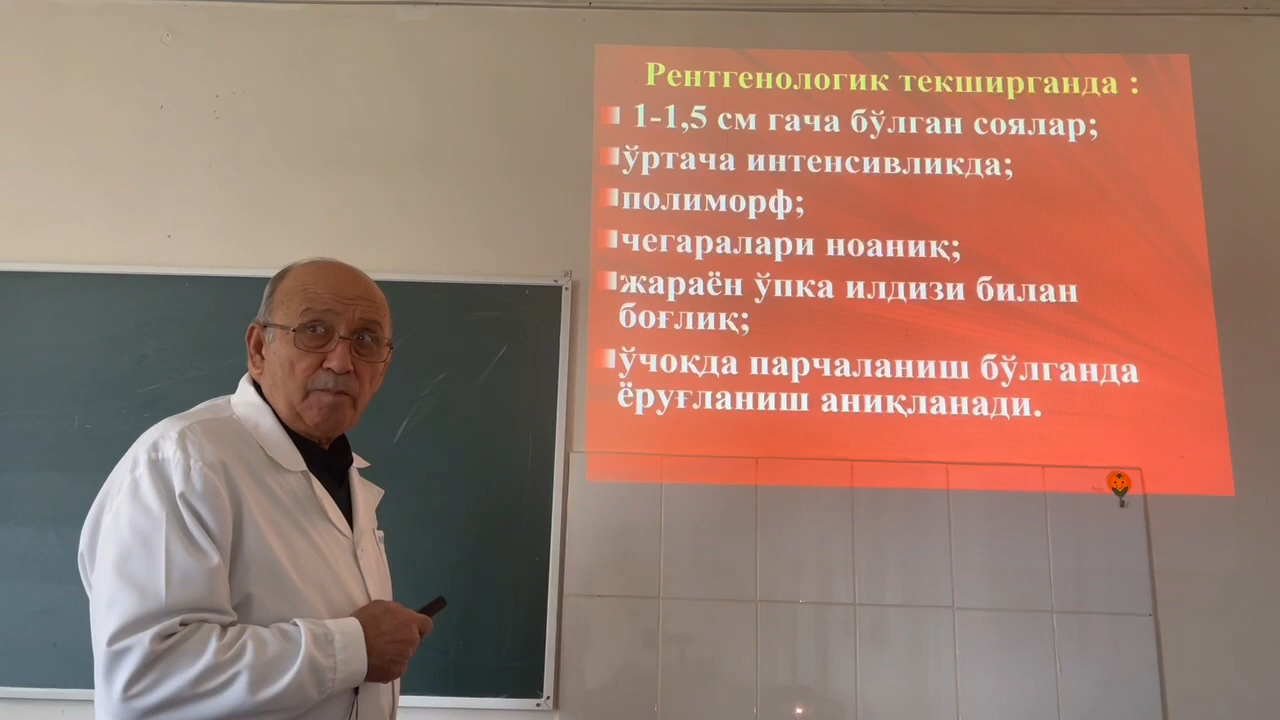 Рентгенологик текширганда :
1-1,5 см гача бўлган соялар;
ўртача интенсивликда;
полиморф;
чегаралари ноаниқ;
жараён ўпка илдизи билан
боғлиқ;
ўчоқда парчаланиш бўлганда
ёруғланиш аниқланади.